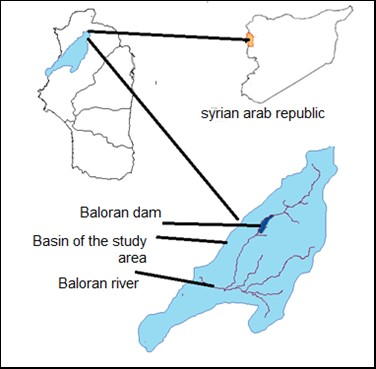 syrian arab republic
Baloran dam
Basin of the study
area
Baloran river